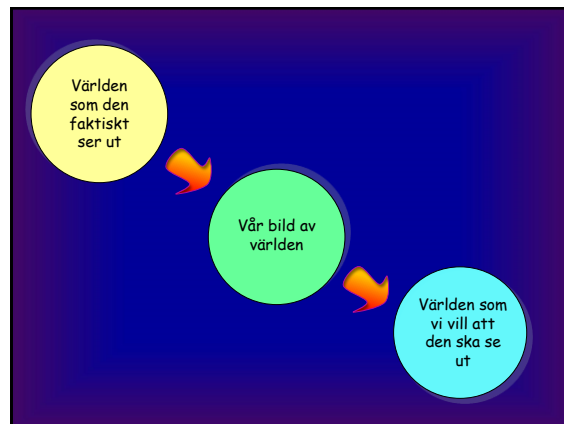 Världen
som den
faktiskt
ser ut
Vår bild av
världen
Världen som
vi vill att
den ska se
ut